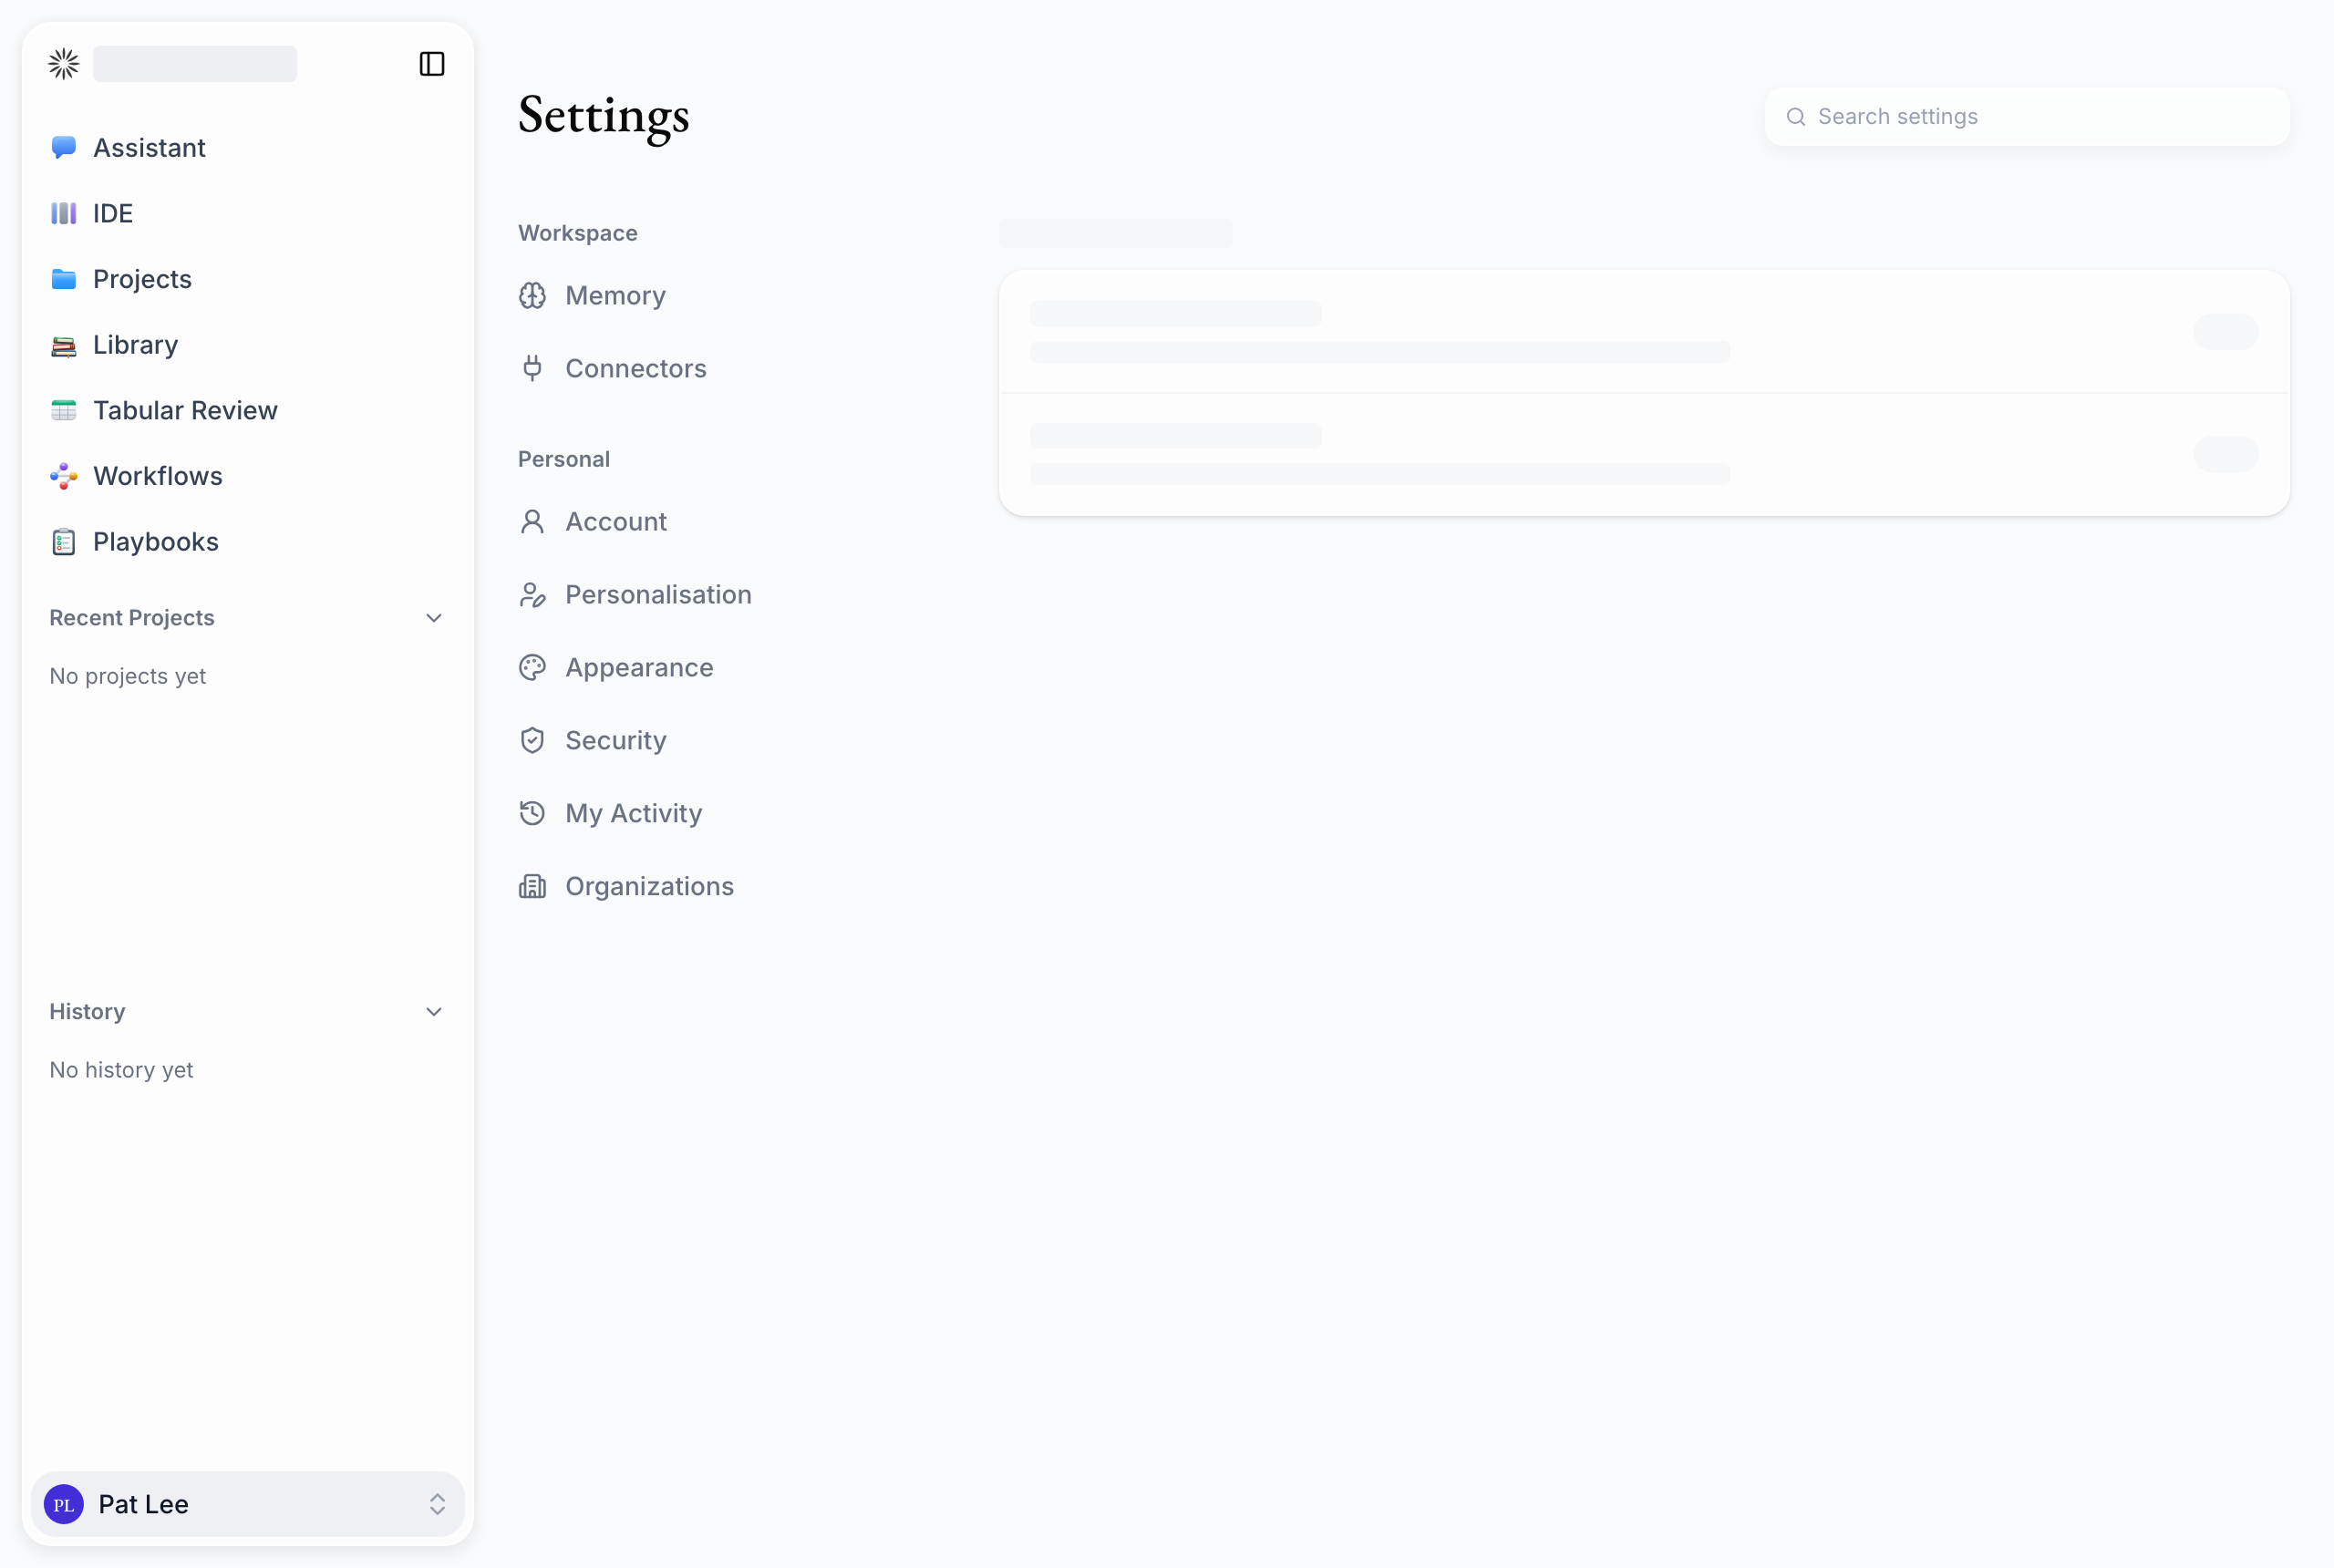 Assistant
IDE
Projects
Library
Tabular Review
Workflows
Playbooks
Recent Projects
No projects yet
History
No history yet
PL Pat Lee
Settings
Search settings
Workspace
Memory
Connectors
Personal
Account
Personalisation
Appearance
Security
My Activity
Organizations